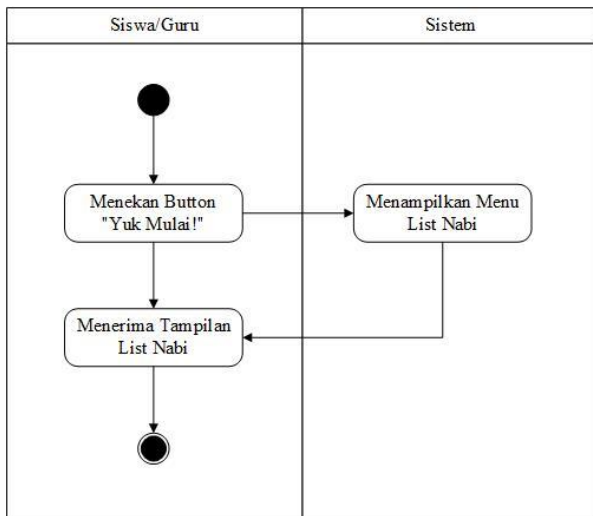 Siswa/Guru
Sistem
Menekan Button
"Yuk Mulai!"
Menampilkan Menu
List Nabi
Menerima Tampilan
List Nabi